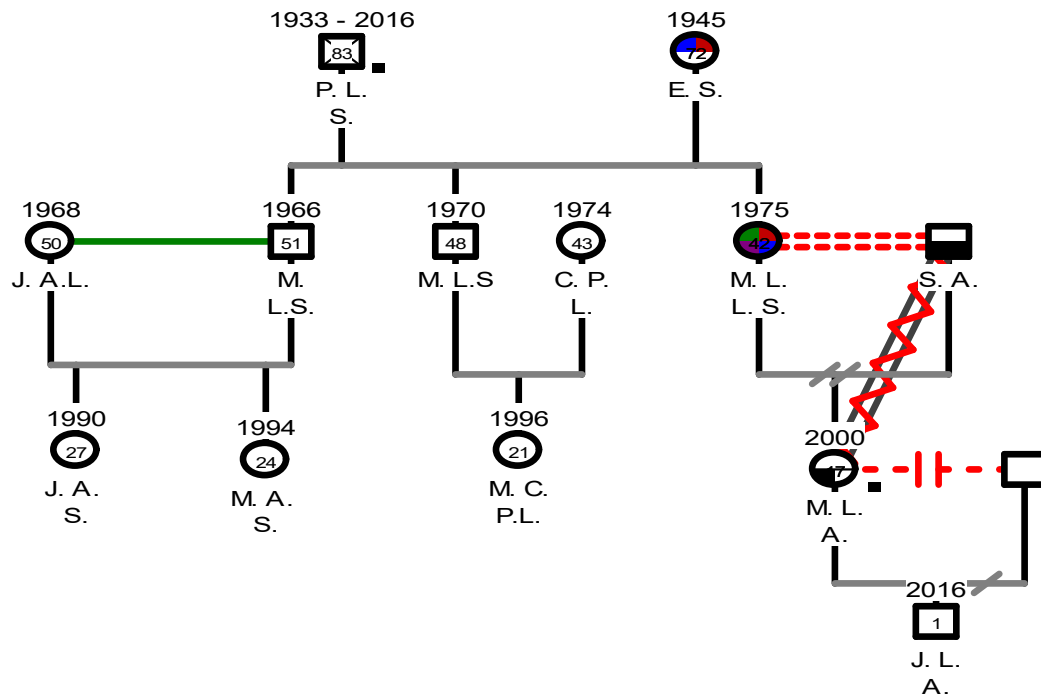 1933 - 2016
1945
83
72
P. L.
S.
E. S.
1968
1966
1970
1974
1975
50
51
48
43
42
J. A.L.
M.
L.S.
M. L.S
C. P.
L.
M. L.
L. S.
S. A.
1990
1994
1996
2000
27
24
21
17
J. A.
S.
M. A.
S.
M. C.
P.L.
M. L.
A.
2016
1
J. L.
A.